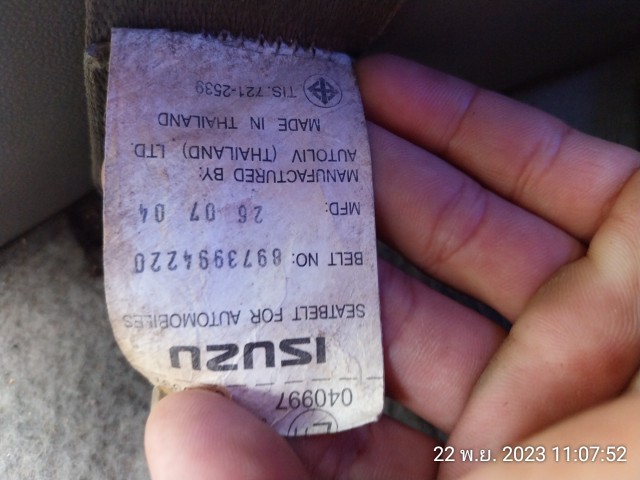 040997
ISUZU
SEATBELT FOR AUTOMOBILES
BELT NO: 8973994220
MFD: 26 07 04
MANUFACTURED BY:
AUTOLIV (THAILAND) LTD.
MADE IN THAILAND
TIS. 721-2539
22 พ.ย. 2023 11:07:52